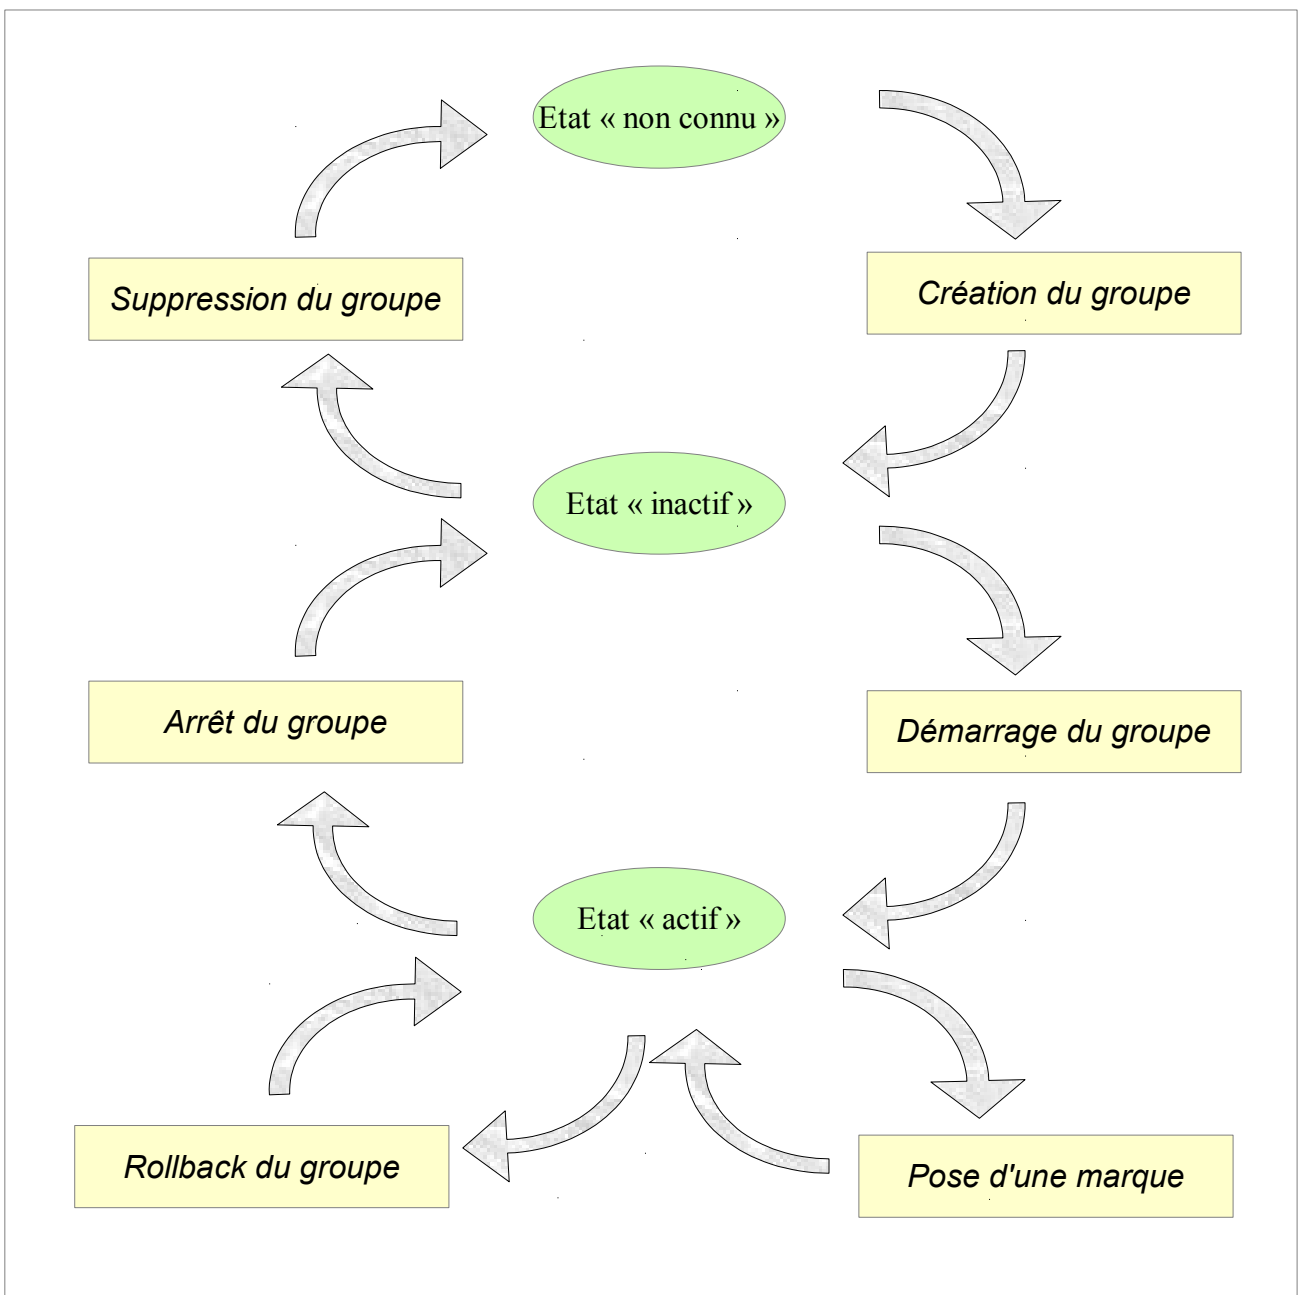 Etat « non connu »
Suppression du groupe
Création du groupe
Etat « inactif »
Arrêt du groupe
Démarrage du groupe
Etat « actif »
Rollback du groupe
Pose d'une marque